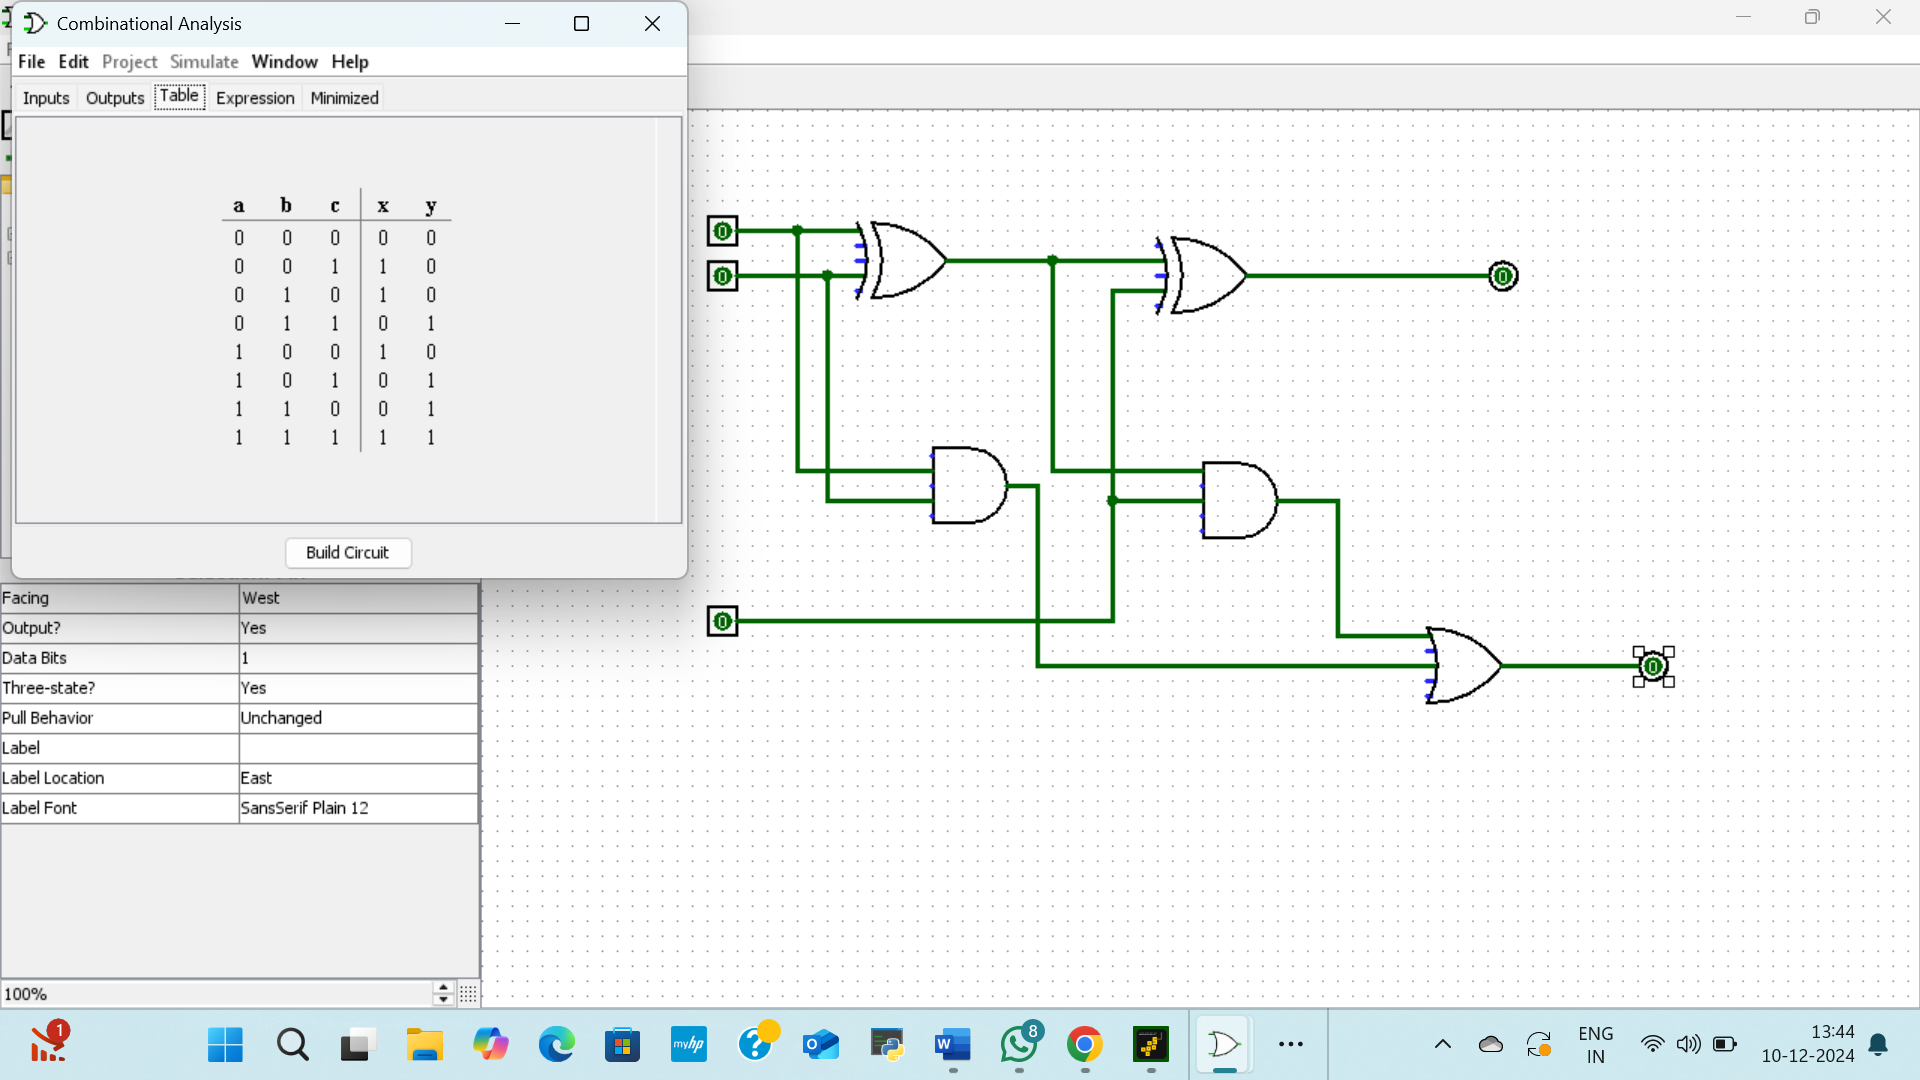 Combinational Analysis
File Edit Project Simulate Window Help
Inputs Outputs Table Expression Minimized
a b c x y
0 0 0 0 0
0 0 1 1 0
0 1 0 1 0
0 1 1 0 1
1 0 0 1 0
1 0 1 0 1
1 1 0 0 1
1 1 1 1 1
Build Circuit
0
0
0
0
0
Facing West
Output? Yes
Data Bits 1
Three-state? Yes
Pull Behavior Unchanged
Label
Label Location East
Label Font SansSerif Plain 12
100%
1
myhp
?
O
W
8
ENG
IN
13:44
10-12-2024